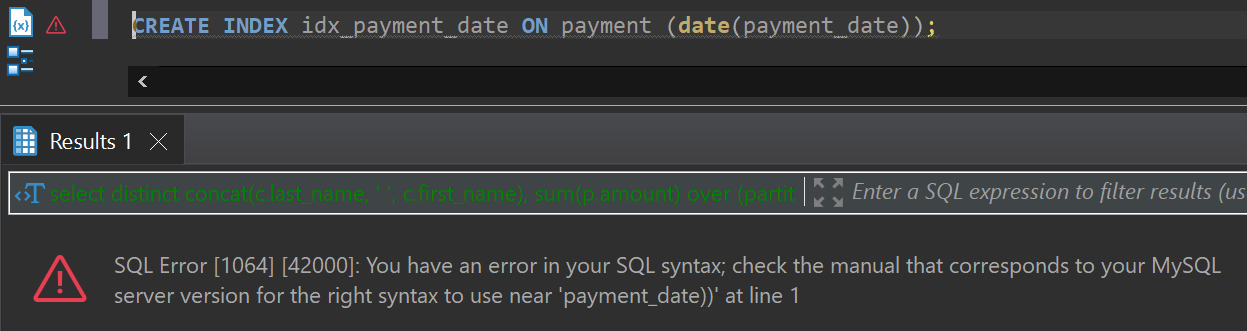 CREATE INDEX idx_payment_date ON payment (date(payment_date));
Results 1
select distinct concat(c.last_name, ' ', c.first_name), sum(p.amount) over (partit
Enter a SQL expression to filter results (us
SQL Error [1064] [42000]: You have an error in your SQL syntax; check the manual that corresponds to your MySQL
server version for the right syntax to use near 'payment_date))' at line 1